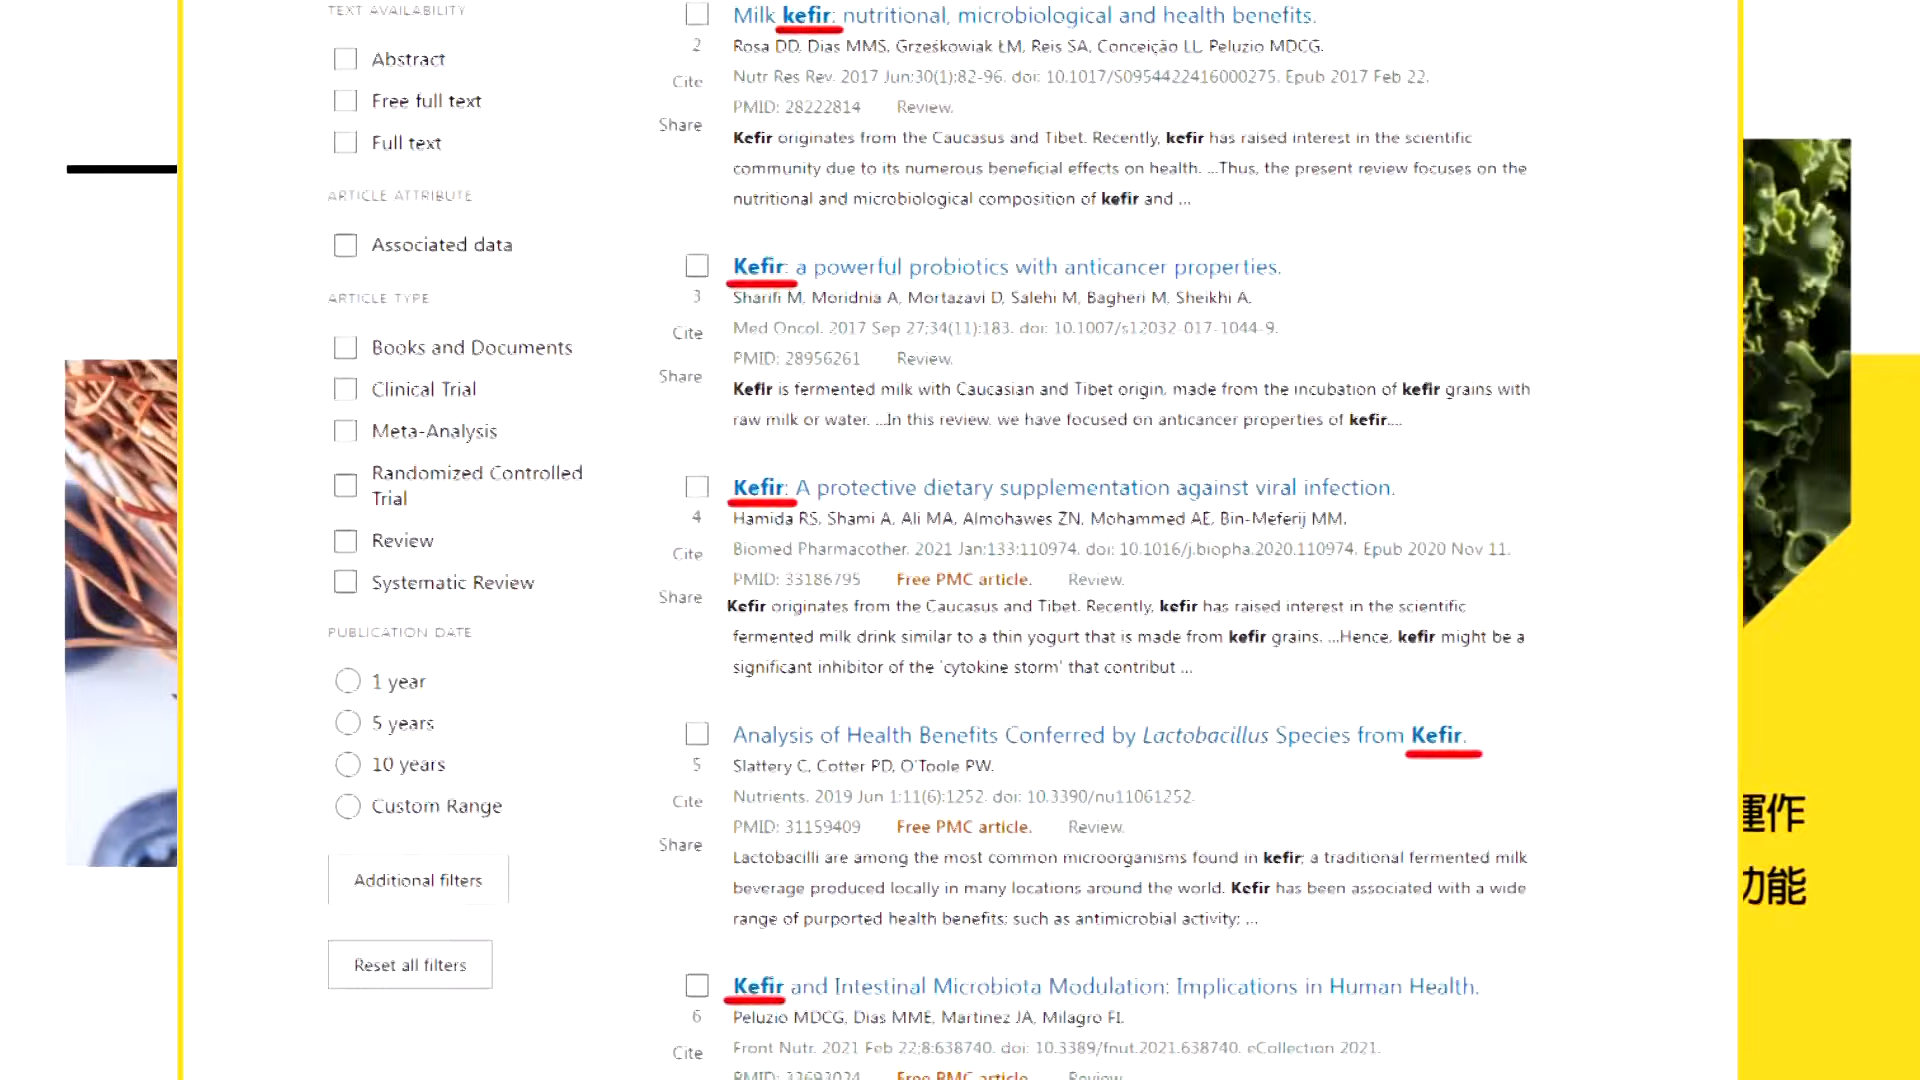 TEXT AVAILABILITY
Abstract
Free full text
Full text
ARTICLE ATTRIBUTE
Associated data
ARTICLE TYPE
Books and Documents
Clinical Trial
Meta-Analysis
Randomized Controlled
Trial
Review
Systematic Review
PUBLICATION DATE
1 year
5 years
10 years
Custom Range
Additional filters
Reset all filters
Milk kefir: nutritional, microbiological and health benefits.
2
Rosa DD, Dias MMS, Grześkowiak ŁM, Reis SA, Conceição LL, Peluzio MDCG.
Cite
Nutr Res Rev. 2017 Jun;30(1):82-96. doi: 10.1017/S0954422416000275. Epub 2017 Feb 22.
PMID: 28222814 Review.
Share
Kefir originates from the Caucasus and Tibet. Recently, kefir has raised interest in the scientific
community due to its numerous beneficial effects on health. ...Thus, the present review focuses on the
nutritional and microbiological composition of kefir and ...
Kefir: a powerful probiotics with anticancer properties.
3
Sharifi M, Moridnia A, Mortazavi D, Salehi M, Bagheri M, Sheikhi A.
Cite
Med Oncol. 2017 Sep 27;34(11):183. doi: 10.1007/s12032-017-1044-9.
PMID: 28956261 Review.
Share
Kefir is fermented milk with Caucasian and Tibet origin, made from the incubation of kefir grains with
raw milk or water. ...In this review, we have focused on anticancer properties of kefir....
Kefir: A protective dietary supplementation against viral infection.
4
Hamida RS, Shami A, Ali MA, Almohawes ZN, Mohammed AE, Bin-Meferij MM.
Cite
Biomed Pharmacother. 2021 Jan;133:110974. doi: 10.1016/j.biopha.2020.110974. Epub 2020 Nov 11.
PMID: 33186795 Free PMC article. Review.
Share
Kefir originates from the Caucasus and Tibet. Recently, kefir has raised interest in the scientific
fermented milk drink similar to a thin yogurt that is made from kefir grains. ...Hence, kefir might be a
significant inhibitor of the 'cytokine storm' that contribut ...
Analysis of Health Benefits Conferred by Lactobacillus Species from Kefir.
5
Slattery C, Cotter PD, O'Toole PW.
Cite
Nutrients. 2019 Jun 1;11(6):1252. doi: 10.3390/nu11061252.
PMID: 31159409 Free PMC article. Review.
Share
Lactobacilli are among the most common microorganisms found in kefir; a traditional fermented milk
beverage produced locally in many locations around the world. Kefir has been associated with a wide
range of purported health benefits; such as antimicrobial activity; ...
Kefir and Intestinal Microbiota Modulation: Implications in Human Health.
6
Peluzio MDCG, Dias MME, Martinez JA, Milagro FI.
Cite
Front Nutr. 2021 Feb 22;8:638740. doi: 10.3389/fnut.2021.638740. eCollection 2021.
PMID: 33693024 Free PMC article. Review.
運作
功能